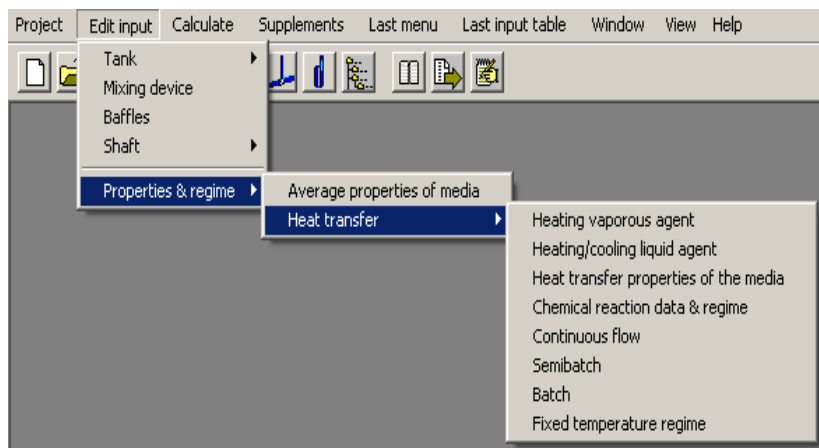 Project Edit input Calculate Supplements Last menu Last input table Window View Help
Tank
Mixing device
Baffles
Shaft
Properties & regime
Average properties of media
Heat transfer
Heating vaporous agent
Heating/cooling liquid agent
Heat transfer properties of the media
Chemical reaction data & regime
Continuous flow
Semibatch
Batch
Fixed temperature regime